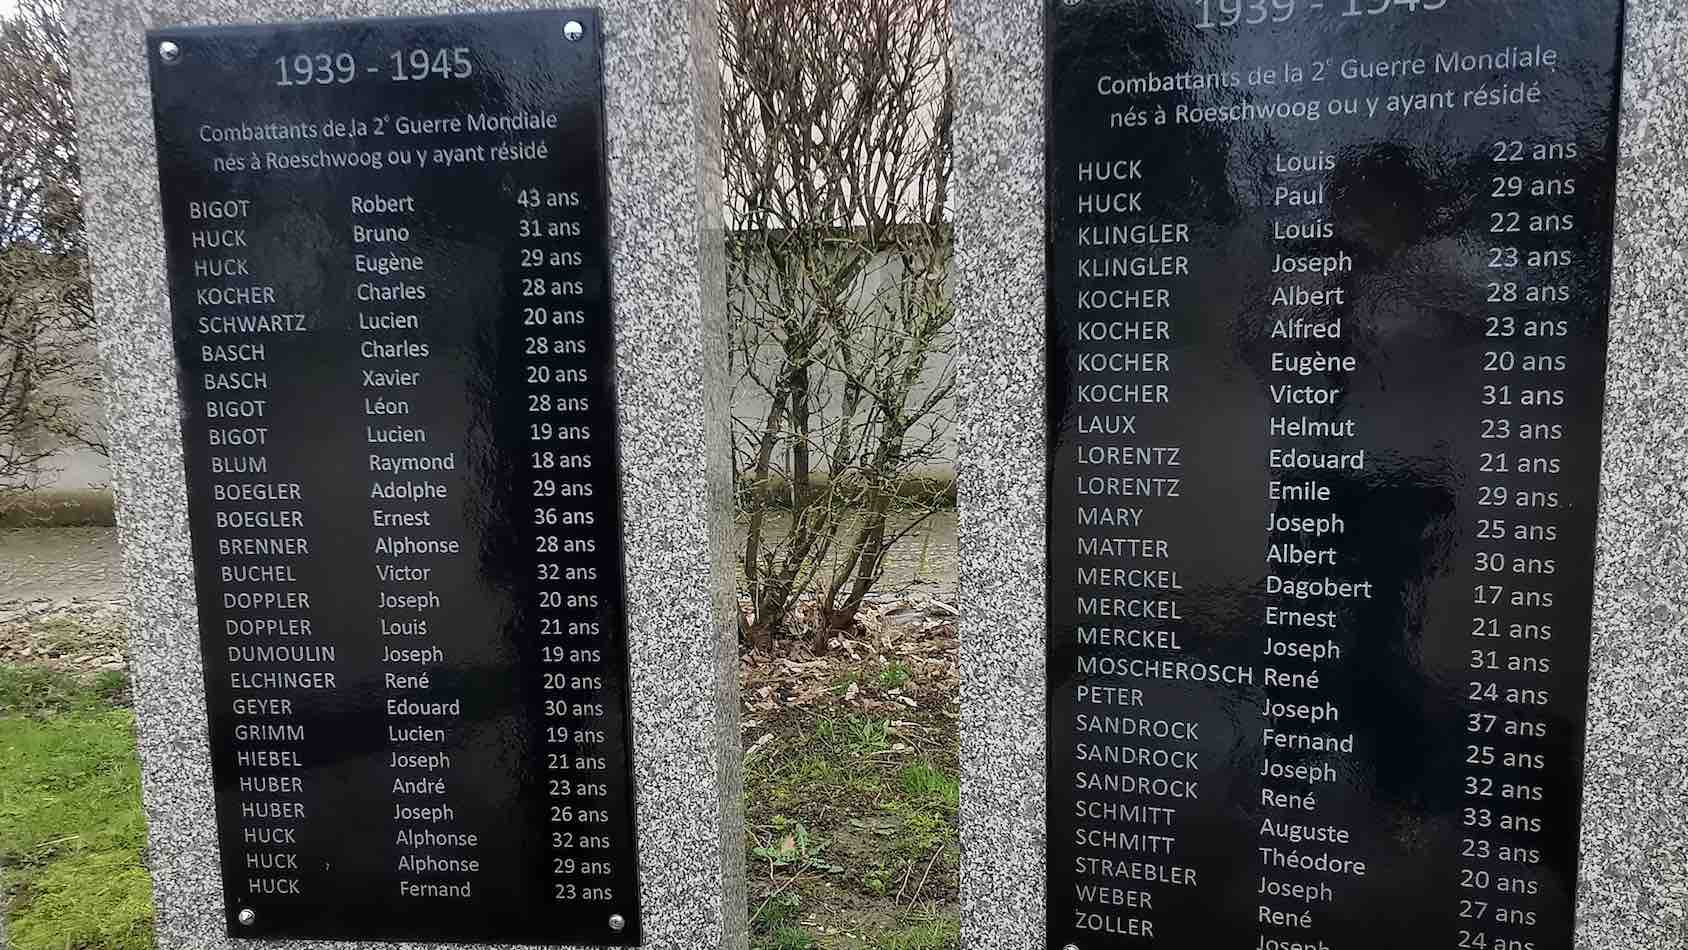 1939 - 1945
Combattants de la 2e Guerre Mondiale
nés à Roeschwoog ou y ayant résidé
BIGOT Robert 43 ans
HUCK Bruno 31 ans
HUCK Eugène 29 ans
KOCHER Charles 28 ans
SCHWARTZ Lucien 20 ans
BASCH Charles 28 ans
BASCH Xavier 20 ans
BIGOT Léon 28 ans
BIGOT Lucien 19 ans
BLUM Raymond 18 ans
BOEGLER Adolphe 29 ans
BOEGLER Ernest 36 ans
BRENNER Alphonse 28 ans
BUCHEL Victor 32 ans
DOPPLER Joseph 20 ans
DOPPLER Louis 21 ans
DUMOULIN Joseph 19 ans
ELCHINGER René 20 ans
GEYER Edouard 30 ans
GRIMM Lucien 19 ans
HIEBEL Joseph 21 ans
HUBER André 23 ans
HUBER Joseph 26 ans
HUCK Alphonse 32 ans
HUCK Alphonse 29 ans
HUCK Fernand 23 ans
1939 - 1945
Combattants de la 2e Guerre Mondiale
nés à Roeschwoog ou y ayant résidé
HUCK Louis 22 ans
HUCK Paul 29 ans
KLINGLER Louis 22 ans
KLINGLER Joseph 23 ans
KOCHER Albert 28 ans
KOCHER Alfred 23 ans
KOCHER Eugène 20 ans
KOCHER Victor 31 ans
LAUX Helmut 23 ans
LORENTZ Edouard 21 ans
LORENTZ Emile 29 ans
MARY Joseph 25 ans
MATTER Albert 30 ans
MERCKEL Dagobert 17 ans
MERCKEL Ernest 21 ans
MERCKEL Joseph 31 ans
MOSCHEROSCH René 24 ans
PETER Joseph 37 ans
SANDROCK Fernand 25 ans
SANDROCK Joseph 32 ans
SANDROCK René 33 ans
SCHMITT Auguste 23 ans
SCHMITT Théodore 20 ans
STRAEBLER Joseph 27 ans
WEBER René 24 ans
ZOLLER Joseph